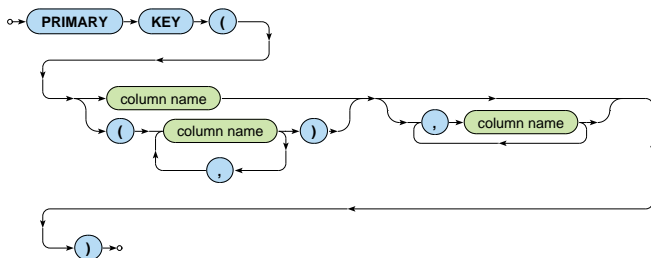 PRIMARY KEY (
column name
( column name )
,
, column name
)